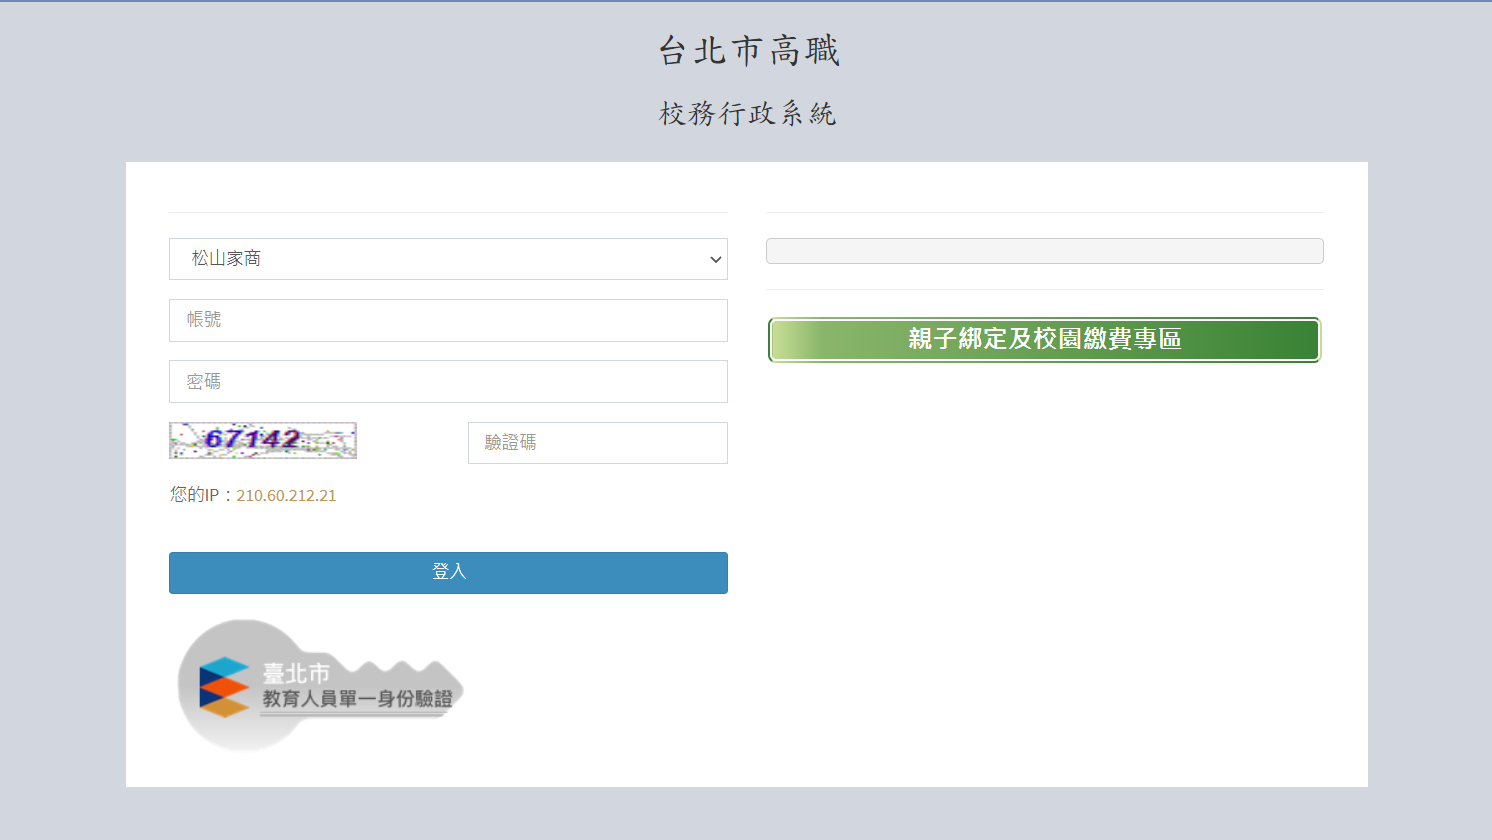 台北市高職
校務行政系統
松山家商
帳號
密碼
67142
驗證碼
您的IP：210.60.212.21
登入
臺北市
教育人員單一身份驗證
親子綁定及校園繳費專區